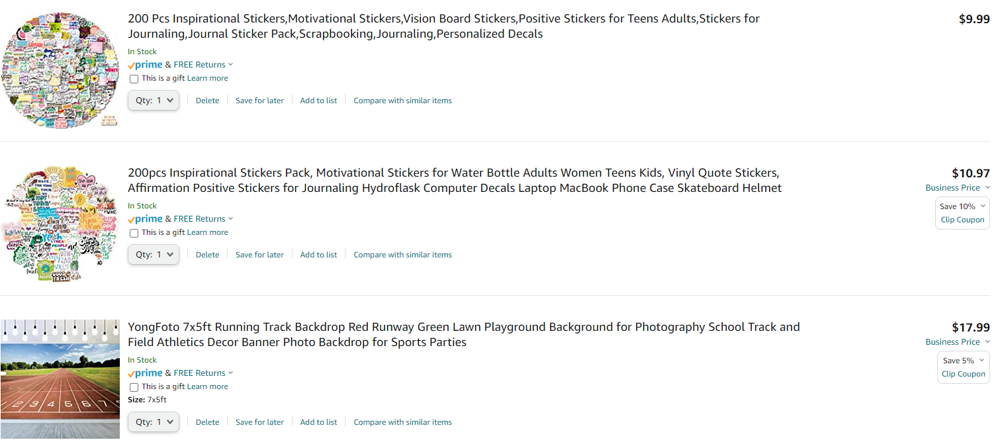 200 Pcs Inspirational Stickers,Motivational Stickers,Vision Board Stickers,Positive Stickers for Teens Adults,Stickers for
Journaling,Journal Sticker Pack,Scrapbooking,Journaling,Personalized Decals
$9.99
In Stock
prime & FREE Returns
This is a gift Learn more
Qty: 1
Delete
Save for later
Add to list
Compare with similar items
200pcs Inspirational Stickers Pack, Motivational Stickers for Water Bottle Adults Women Teens Kids, Vinyl Quote Stickers,
Affirmation Positive Stickers for Journaling Hydroflask Computer Decals Laptop MacBook Phone Case Skateboard Helmet
$10.97
Business Price
Save 10%
Clip Coupon
In Stock
prime & FREE Returns
This is a gift Learn more
Qty: 1
Delete
Save for later
Add to list
Compare with similar items
YongFoto 7x5ft Running Track Backdrop Red Runway Green Lawn Playground Background for Photography School Track and
Field Athletics Decor Banner Photo Backdrop for Sports Parties
$17.99
Business Price
Save 5%
Clip Coupon
In Stock
prime & FREE Returns
This is a gift Learn more
Size: 7x5ft
Qty: 1
Delete
Save for later
Add to list
Compare with similar items
2 3 4 5 6 7